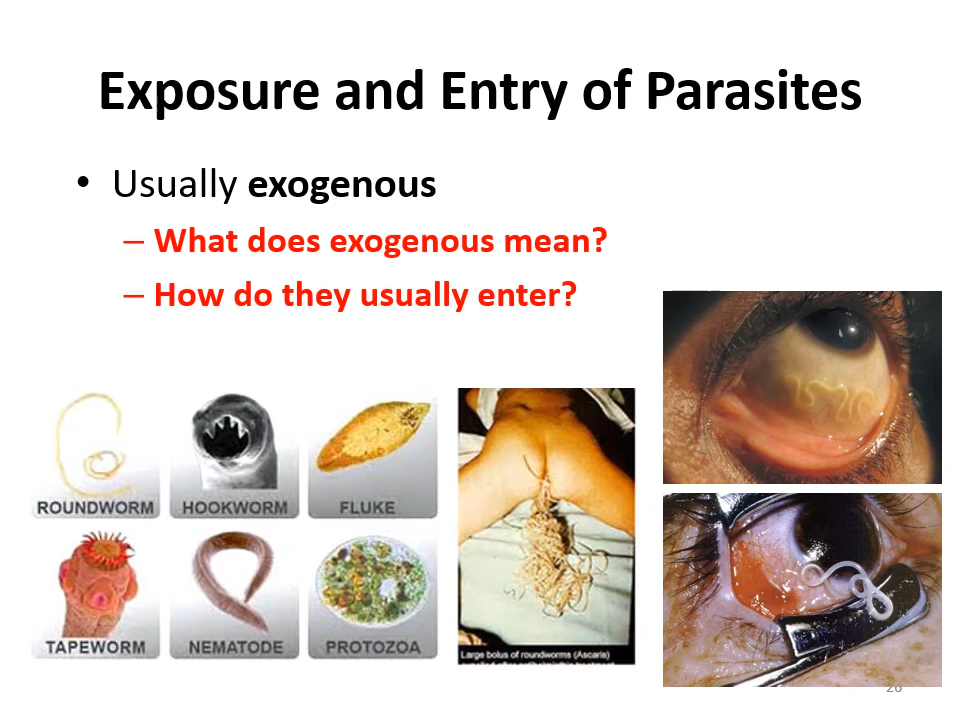 Exposure and Entry of Parasites
• Usually exogenous
– What does exogenous mean?
– How do they usually enter?
ROUNDWORM HOOKWORM FLUKE
TAPEWORM NEMATODE PROTOZOA
Large bolus of roundworms (Ascaris)
26